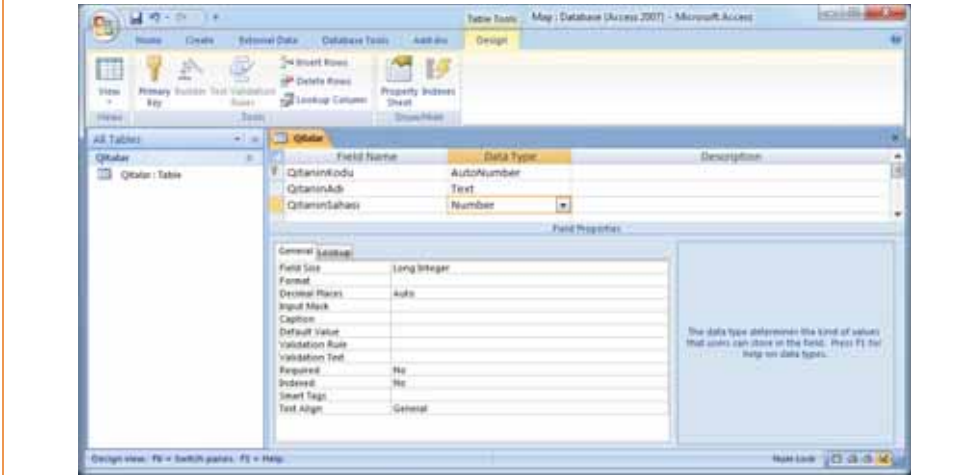 Table Tools Map : Database (Access 2007) - Microsoft Access
Home Create External Data Database Tools Add-Ins Design
View Primary Key Builder Test Validation Rules
Insert Rows
Delete Rows
Lookup Column
Property Sheet Indexes
Views Tools Show/Hide
All Tables
Qitalar
Qitalar : Table
Qitalar
Field Name Data Type Description
QitaninKodu AutoNumber
QitaninAdi Text
QitaninSahasi Number
Field Properties
General Lookup
Field Size Long Integer
Format
Decimal Places Auto
Input Mask
Caption
Default Value
Validation Rule
Validation Text
Required No
Indexed No
Smart Tags
Text Align General
The data type determines the kind of values
that users can store in the field. Press F1 for
help on data types.
Design view. F6 = Switch panes. F1 = Help. Num Lock